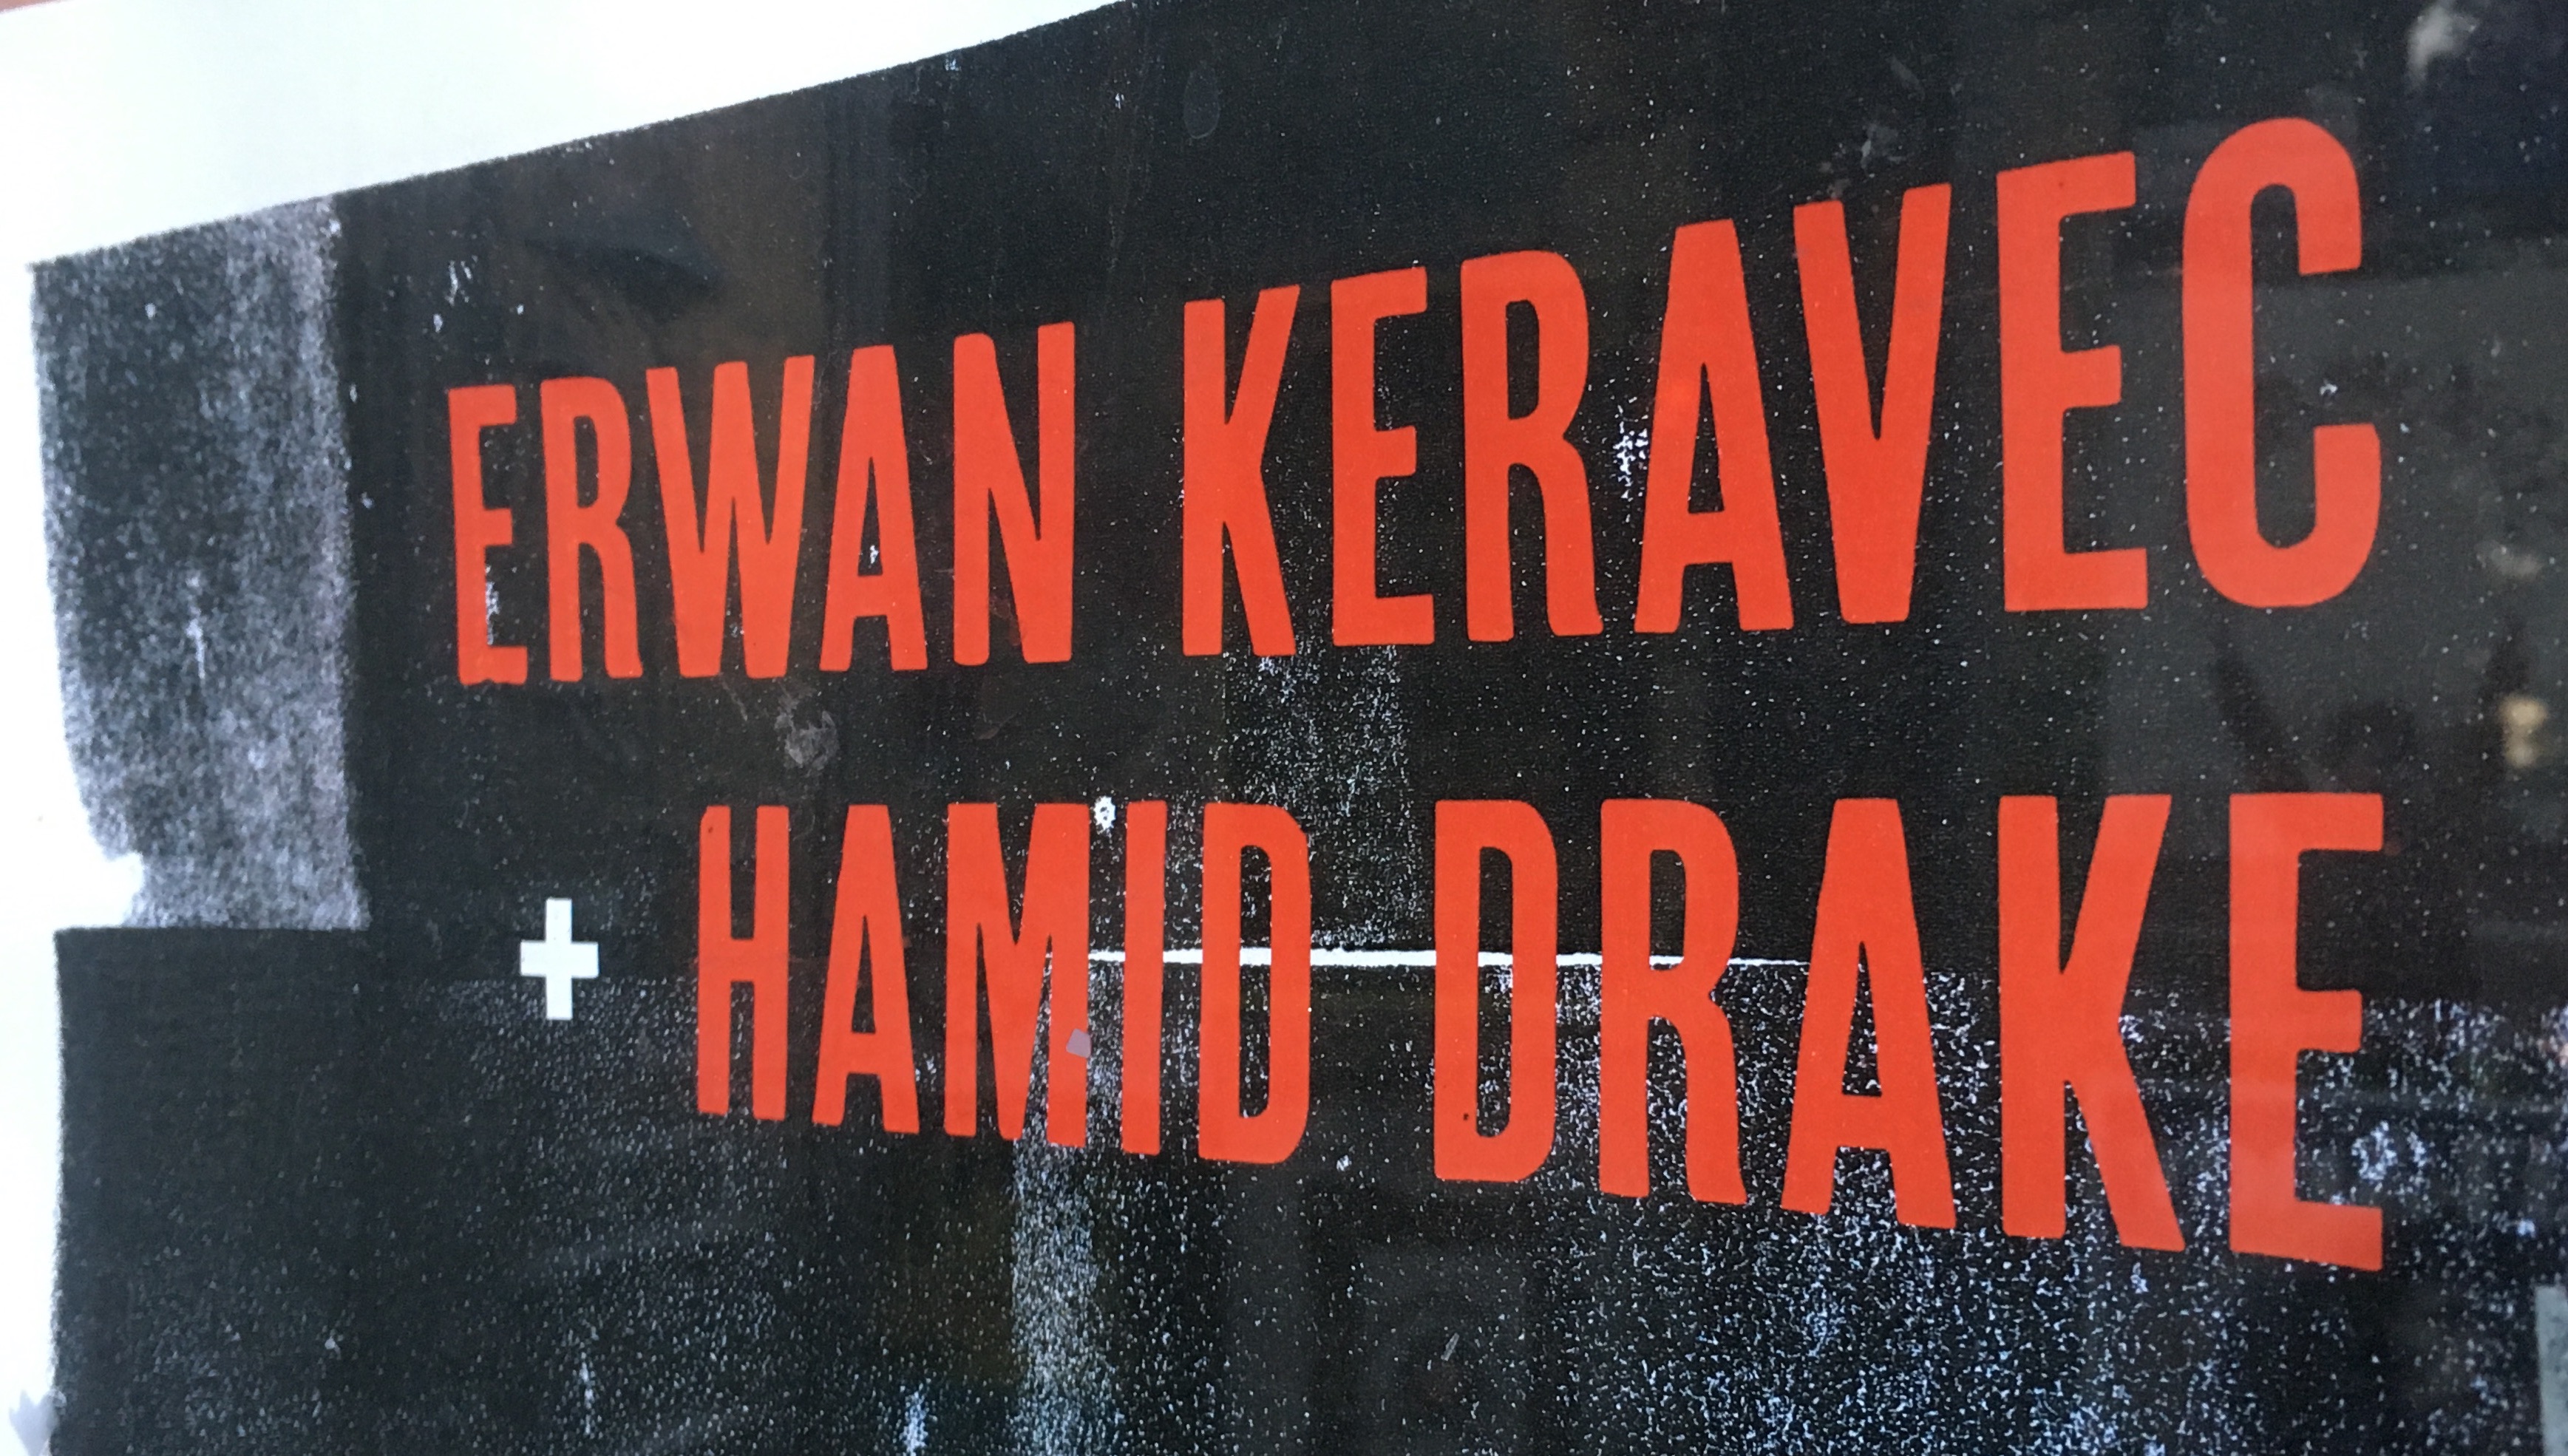 ERWAN KERAVEC
+ HAMID DRAKE